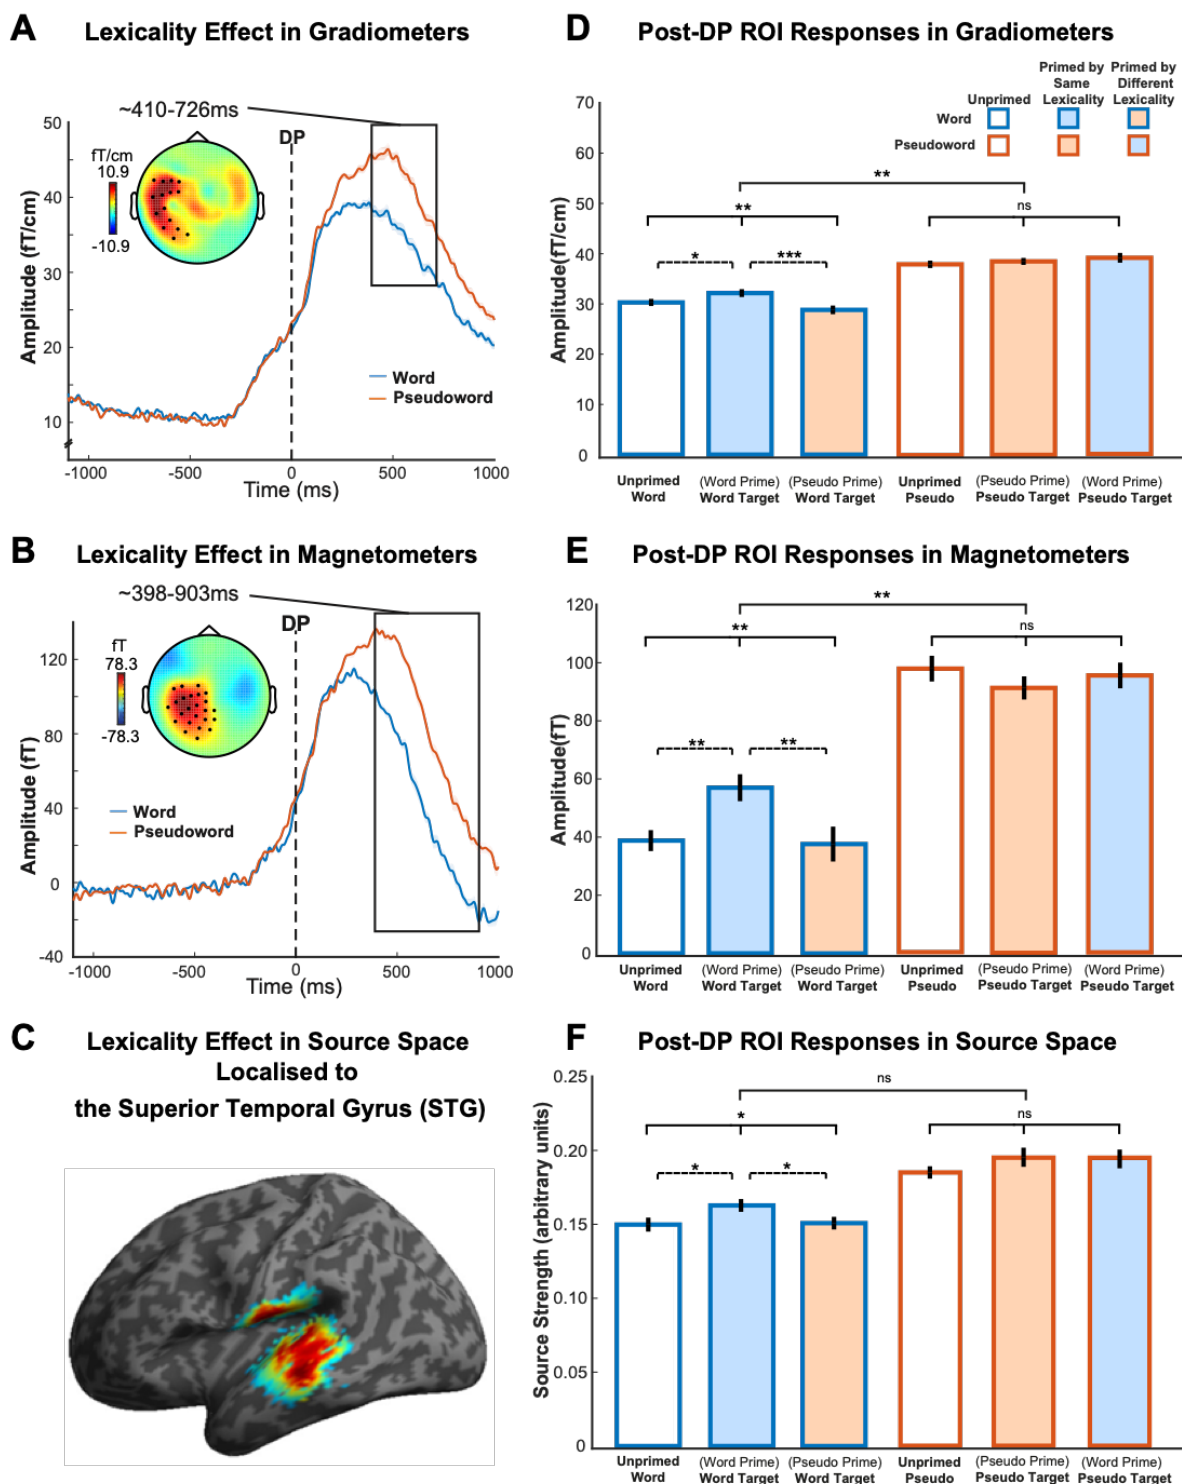 A Lexicality Effect in Gradiometers
~410-726ms
DP
fT/cm
10.9
-10.9
50
40
30
20
10
Amplitude (fT/cm)
Word
Pseudoword
-1000 -500 0 500 1000
Time (ms)
D Post-DP ROI Responses in Gradiometers
Primed by Primed by
Same Different
Unprimed Lexicality Lexicality
Word
Pseudoword
70
60
50
40
30
20
10
0
Amplitude(fT/cm)
**
** ns
* ***
Unprimed (Word Prime) (Pseudo Prime) Unprimed (Pseudo Prime) (Word Prime)
Word Word Target Word Target Pseudo Pseudo Target Pseudo Target
B Lexicality Effect in Magnetometers
~398-903ms
DP
fT
78.3
-78.3
120
80
40
0
-40
Amplitude (fT)
Word
Pseudoword
-1000 -500 0 500 1000
Time (ms)
E Post-DP ROI Responses in Magnetometers
120
100
80
60
40
20
0
Amplitude(fT)
**
** ns
** **
Unprimed (Word Prime) (Pseudo Prime) Unprimed (Pseudo Prime) (Word Prime)
Word Word Target Word Target Pseudo Pseudo Target Pseudo Target
C Lexicality Effect in Source Space
Localised to
the Superior Temporal Gyrus (STG)
F Post-DP ROI Responses in Source Space
0.25
0.20
0.15
0.10
0.05
0
Source Strength (arbitrary units)
ns
* ns
* *
Unprimed (Word Prime) (Pseudo Prime) Unprimed (Pseudo Prime) (Word Prime)
Word Word Target Word Target Pseudo Pseudo Target Pseudo Target